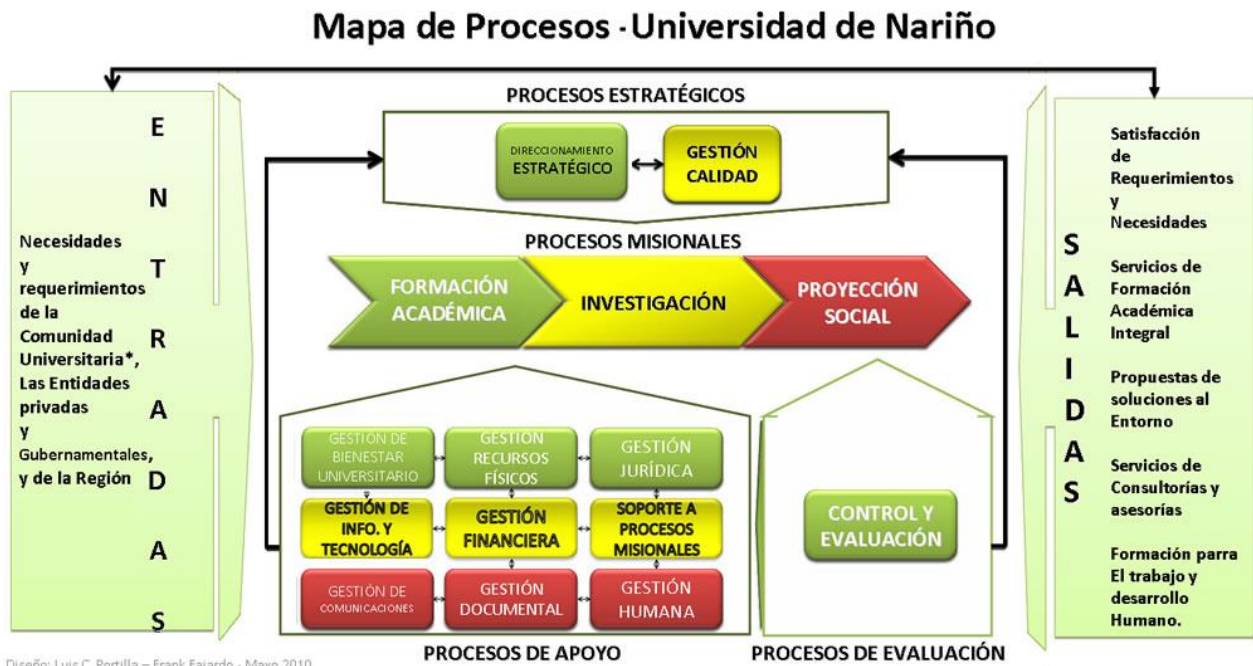 Mapa de Procesos - Universidad de Nariño
ENTRADAS
Necesidades
y
requerimientos
de la
Comunidad
Universitaria*,
Las Entidades
privadas
y
Gubernamentales,
y de la Región
PROCESOS ESTRATÉGICOS
DIRECCIONAMIENTO
ESTRATÉGICO
GESTIÓN
CALIDAD
PROCESOS MISIONALES
FORMACIÓN
ACADÉMICA
INVESTIGACIÓN
PROYECCIÓN
SOCIAL
GESTIÓN DE
BIENESTAR
UNIVERSITARIO
GESTIÓN
RECURSOS
FÍSICOS
GESTIÓN
JURÍDICA
GESTIÓN DE
INFO. Y
TECNOLOGÍA
GESTIÓN
FINANCIERA
SOPORTE A
PROCESOS
MISIONALES
GESTIÓN DE
COMUNICACIONES
GESTIÓN
DOCUMENTAL
GESTIÓN
HUMANA
PROCESOS DE APOYO
CONTROL Y
EVALUACIÓN
PROCESOS DE EVALUACIÓN
SALIDAS
Satisfacción
de
Requerimientos
y
Necesidades
Servicios de
Formación
Académica
Integral
Propuestas de
soluciones al
Entorno
Servicios de
Consultorías y
asesorías
Formación parra
El trabajo y
desarrollo
Humano.
Diseño: Luis C. Portilla – Frank Fajardo - Mayo 2010